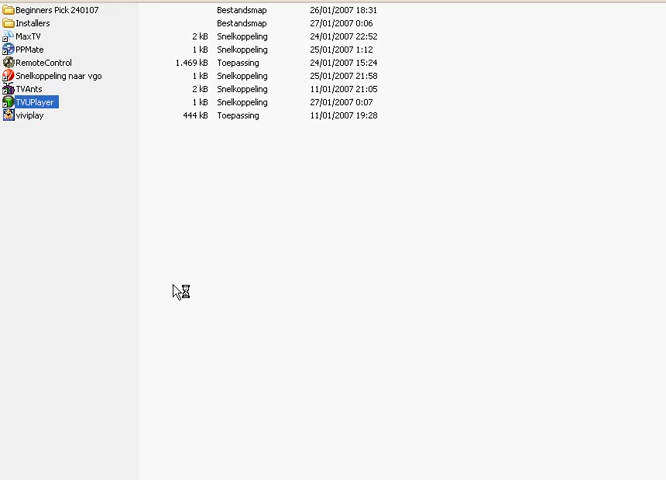 Beginners Pick 240107 Bestandsmap 26/01/2007 18:31
Installers Bestandsmap 27/01/2007 0:06
MaxTV 2 kB Snelkoppeling 24/01/2007 22:52
PPMate 1 kB Snelkoppeling 25/01/2007 1:12
RemoteControl 1.469 kB Toepassing 24/01/2007 15:24
Snelkoppeling naar vgo 1 kB Snelkoppeling 25/01/2007 21:58
TVAnts 2 kB Snelkoppeling 11/01/2007 21:05
TVUPlayer 1 kB Snelkoppeling 27/01/2007 0:07
viviplay 444 kB Toepassing 11/01/2007 19:28